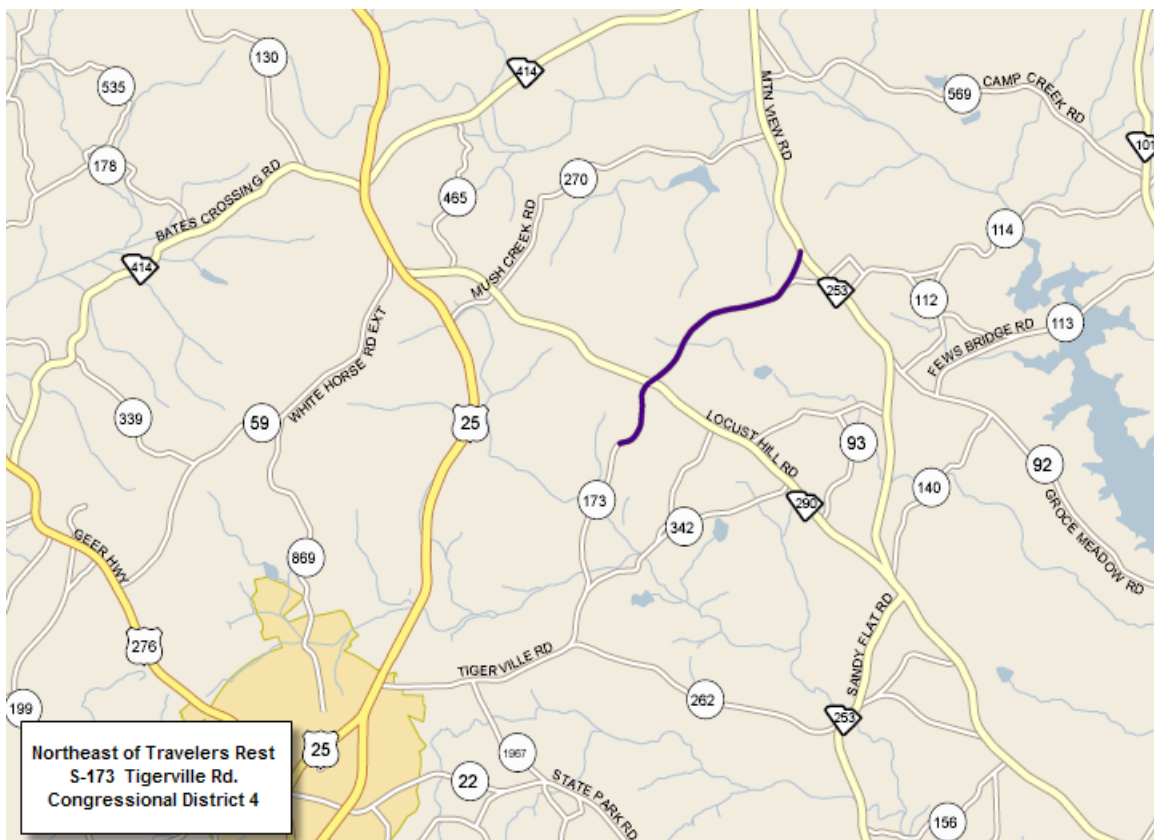 130
414
535
CAMP CREEK RD
569
MTN VIEW RD
101
178
BATES CROSSING RD
270
465
MUSH CREEK RD
114
414
253
112
FEWS BRIDGE RD
113
WHITE HORSE RD EXT
339
59
25
LOCUST HILL RD
93
92
140
173
290
GROCE MEADOW RD
342
GEER HWY
869
SANDY FLAT RD
276
TIGERVILLE RD
262
199
253
Northeast of Travelers Rest
S-173 Tigerville Rd.
Congressional District 4
25
1967
22
STATE PARK RD
156